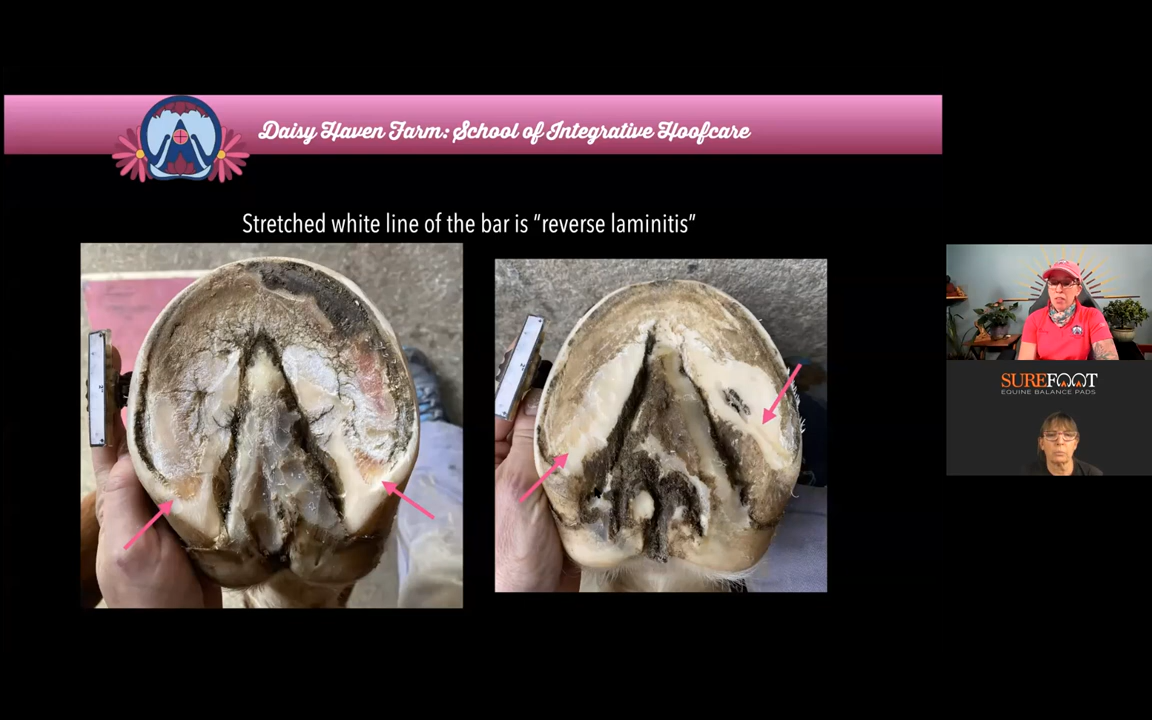 Daisy Haven Farm: School of Integrative Hoofcare
Stretched white line of the bar is “reverse laminitis”
SUREFOOT
EQUINE BALANCE PADS